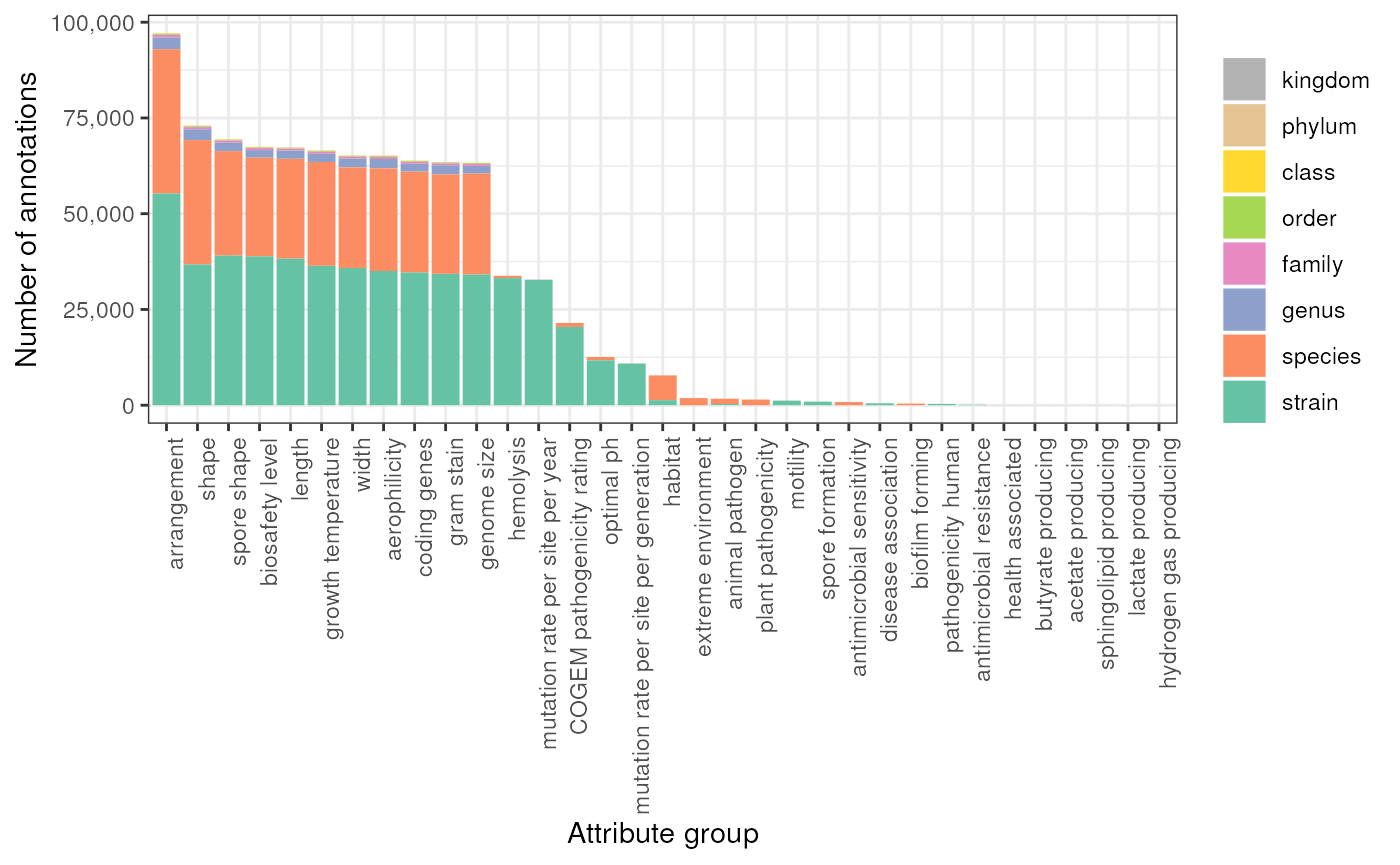 Number of annotations
100,000
75,000
50,000
25,000
0
arrangement
shape
spore shape
biosafety level
length
growth temperature
width
aerophilicity
coding genes
gram stain
genome size
hemolysis
mutation rate per site per year
COGEM pathogenicity rating
optimal ph
mutation rate per site per generation
habitat
extreme environment
animal pathogen
plant pathogenicity
motility
spore formation
antimicrobial sensitivity
disease association
biofilm forming
pathogenicity human
antimicrobial resistance
health associated
butyrate producing
acetate producing
sphingolipid producing
lactate producing
hydrogen gas producing
Attribute group
kingdom
phylum
class
order
family
genus
species
strain